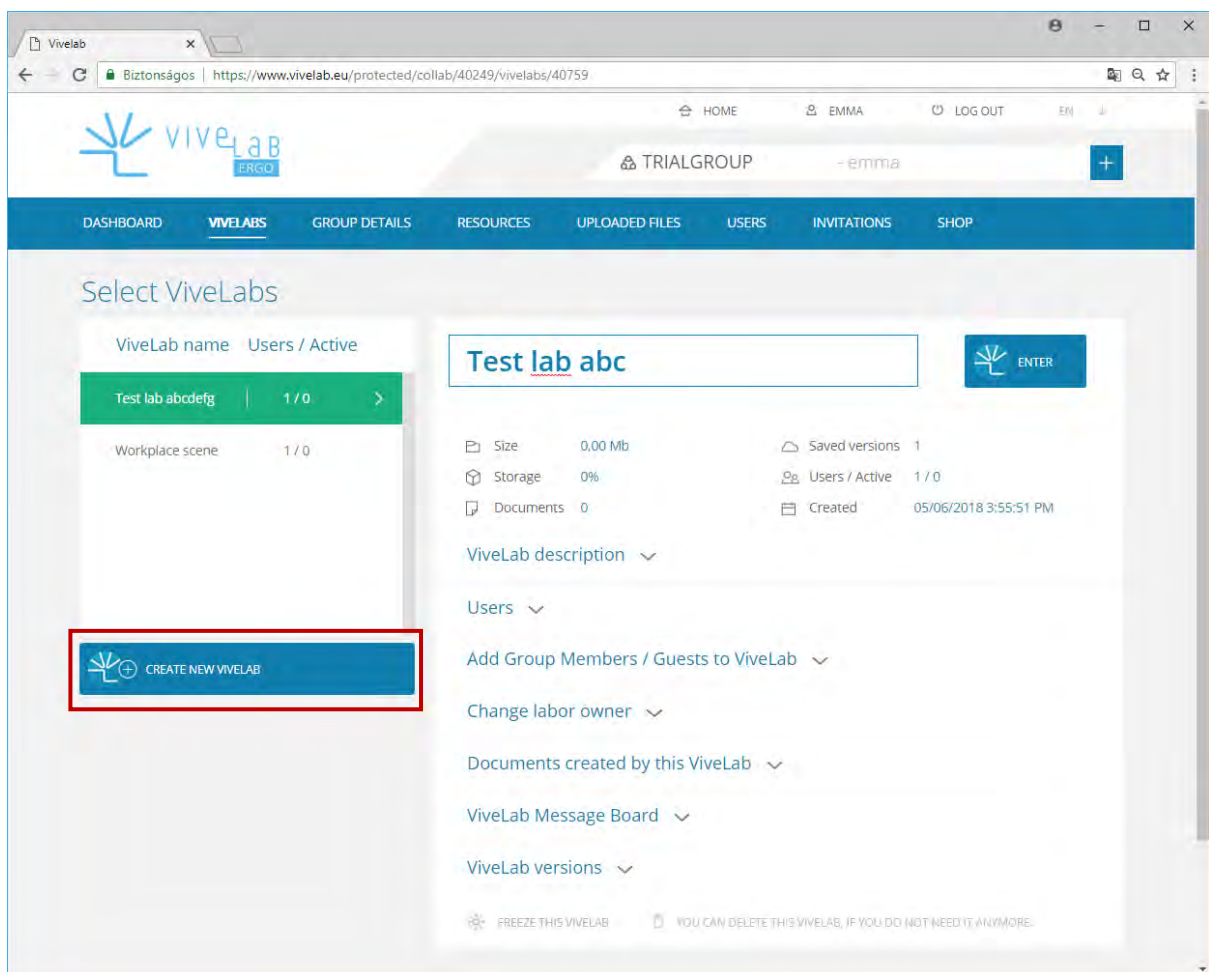 Vivelab
Biztonságos | https://www.vivelab.eu/protected/collab/40249/vivelabs/40759
HOME EMMA LOG OUT EN
viveLab
ERGO
TRIALGROUP - emma
DASHBOARD VIVELABS GROUP DETAILS RESOURCES UPLOADED FILES USERS INVITATIONS SHOP
Select ViveLabs
ViveLab name Users / Active
Test lab abcdefg 1 / 0
Workplace scene 1 / 0
CREATE NEW VIVELAB
Test lab abc
ENTER
Size 0,00 Mb Saved versions 1
Storage 0% Users / Active 1 / 0
Documents 0 Created 05/06/2018 3:55:51 PM
ViveLab description
Users
Add Group Members / Guests to ViveLab
Change labor owner
Documents created by this ViveLab
ViveLab Message Board
ViveLab versions
FREEZE THIS VIVELAB YOU CAN DELETE THIS VIVELAB, IF YOU DO NOT NEED IT ANYMORE.